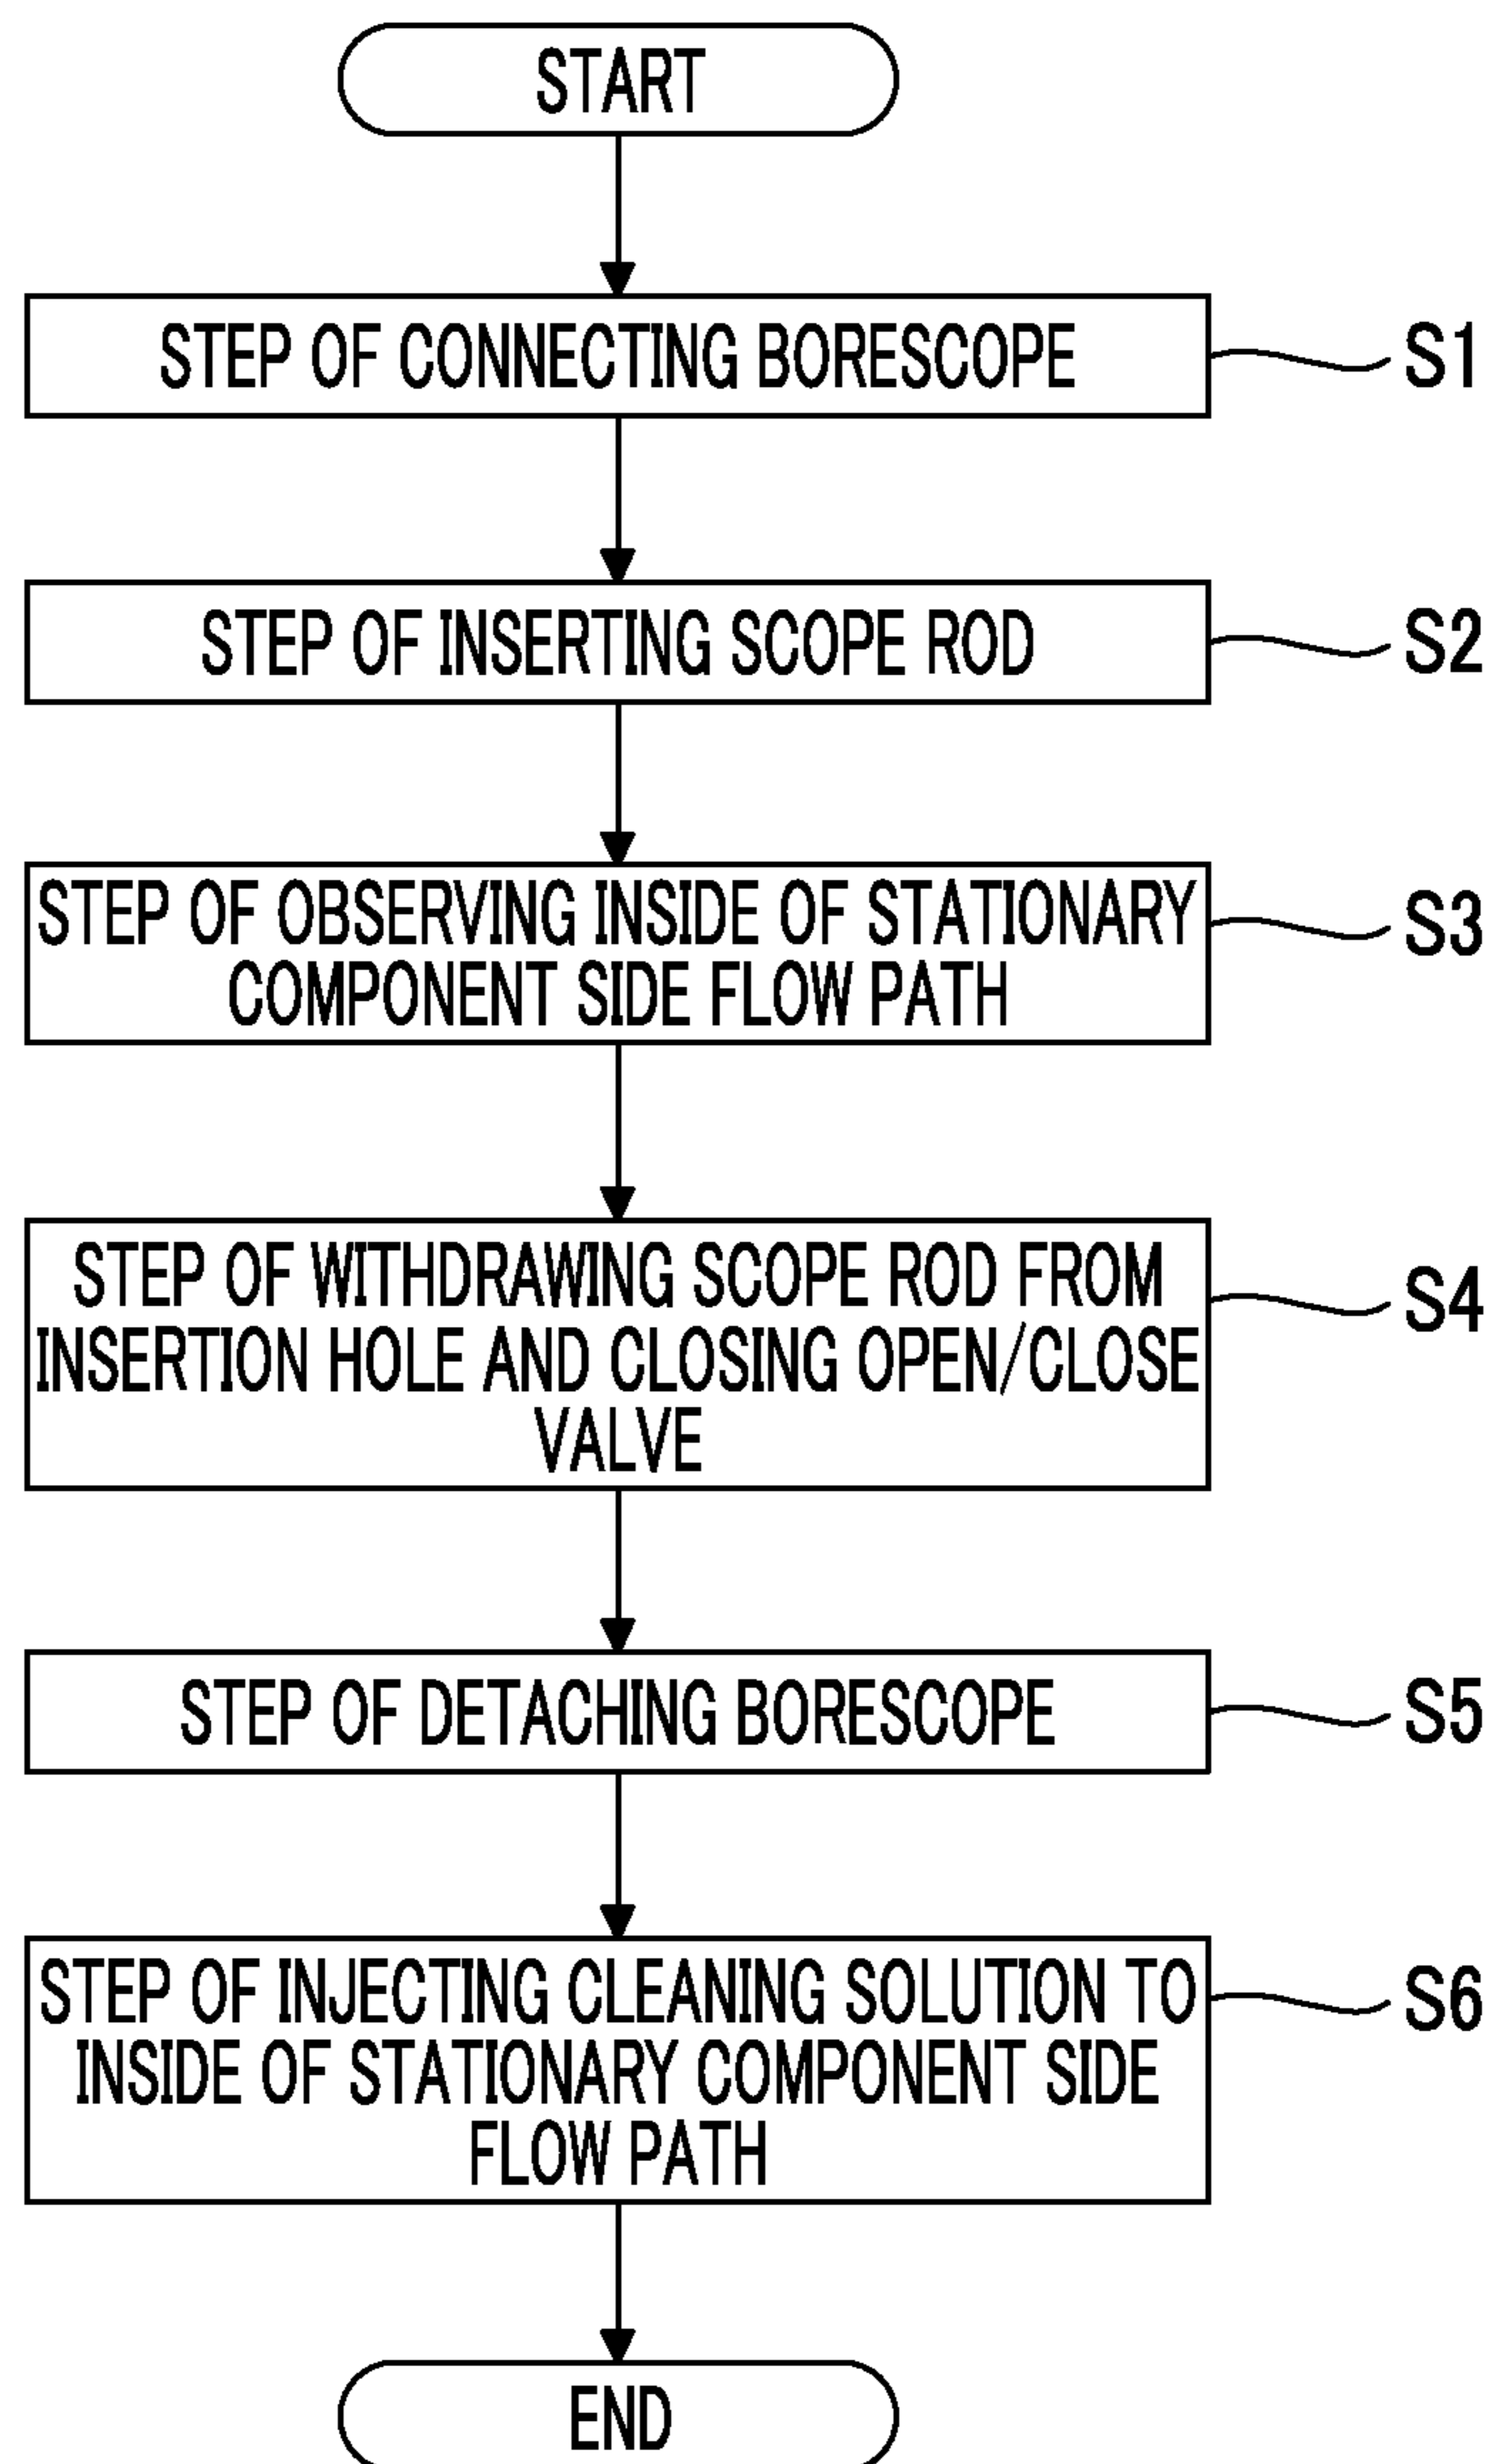 START
STEP OF CONNECTING BORESCOPE
S1
STEP OF INSERTING SCOPE ROD
S2
STEP OF OBSERVING INSIDE OF STATIONARY
COMPONENT SIDE FLOW PATH
S3
STEP OF WITHDRAWING SCOPE ROD FROM
INSERTION HOLE AND CLOSING OPEN/CLOSE
VALVE
S4
STEP OF DETACHING BORESCOPE
S5
STEP OF INJECTING CLEANING SOLUTION TO
INSIDE OF STATIONARY COMPONENT SIDE
FLOW PATH
S6
END